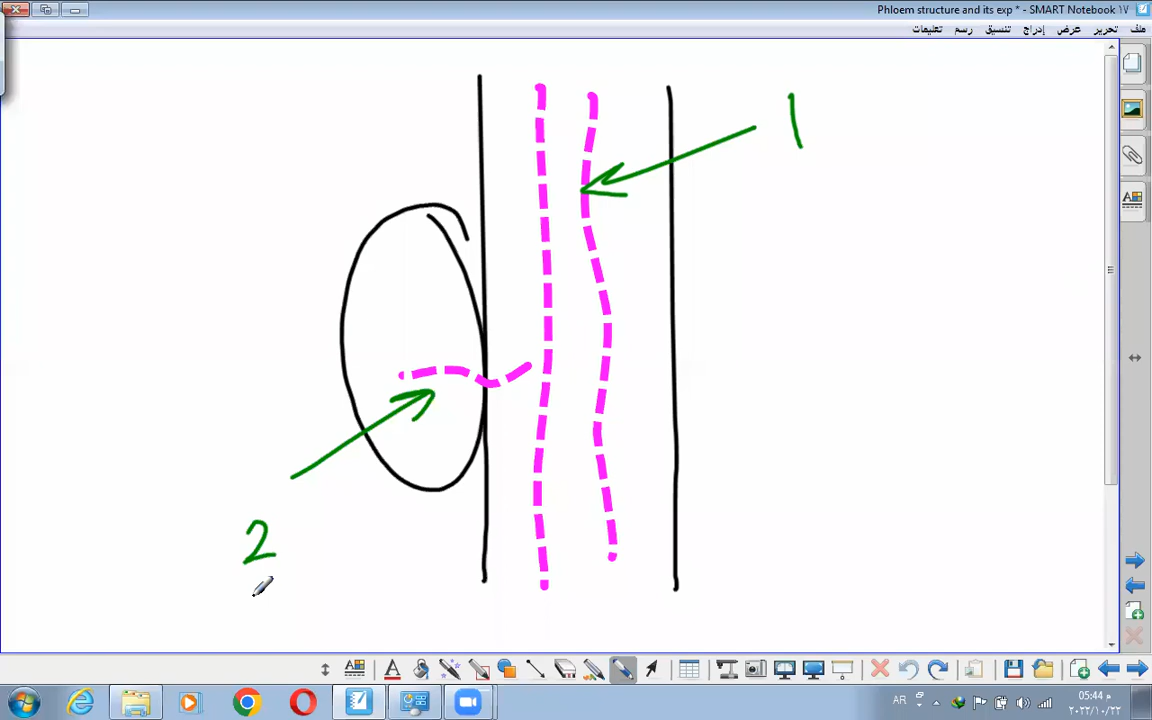 Phloem structure and its exp * - SMART Notebook ١٧
ملف تحرير عرض إدراج تنسيق رسم تعليمات
1
2
AR
م 05:44
٢٠٢٢/١٠/٢٢